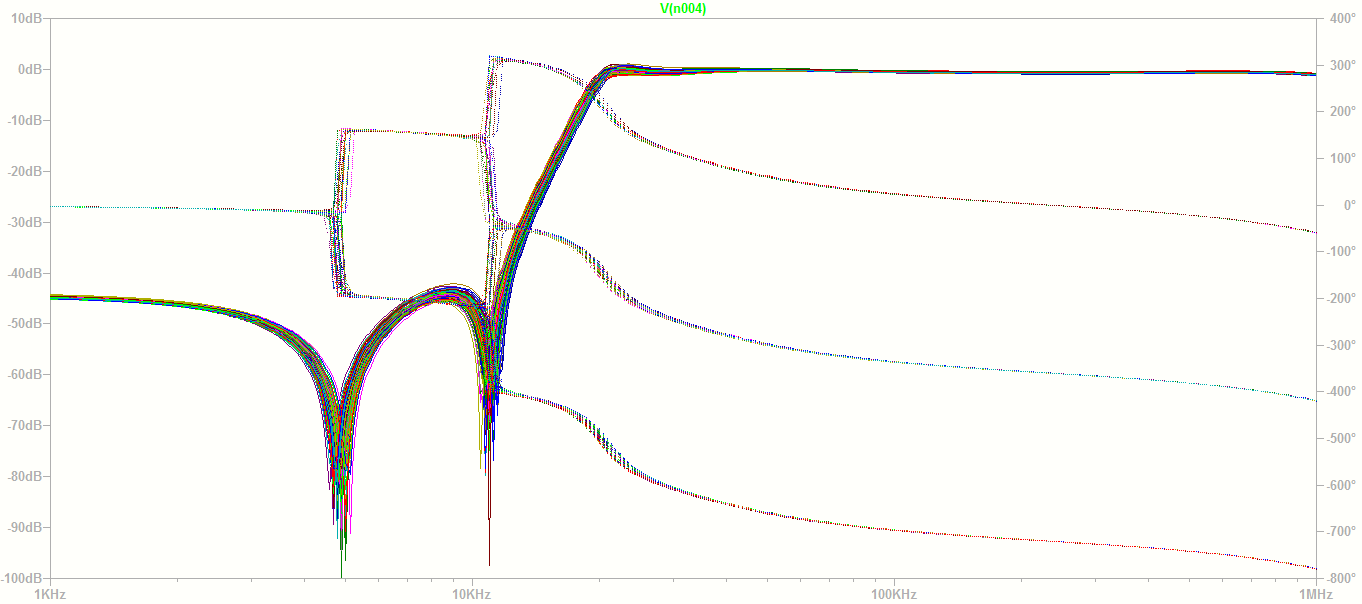 V(n004)
10dB 400°
0dB 300°
-10dB 200°
-20dB 100°
-30dB 0°
-40dB -100°
-50dB -200°
-60dB -300°
-70dB -400°
-80dB -500°
-90dB -600°
-100dB -700°
-800°
1KHz 10KHz 100KHz 1MHz